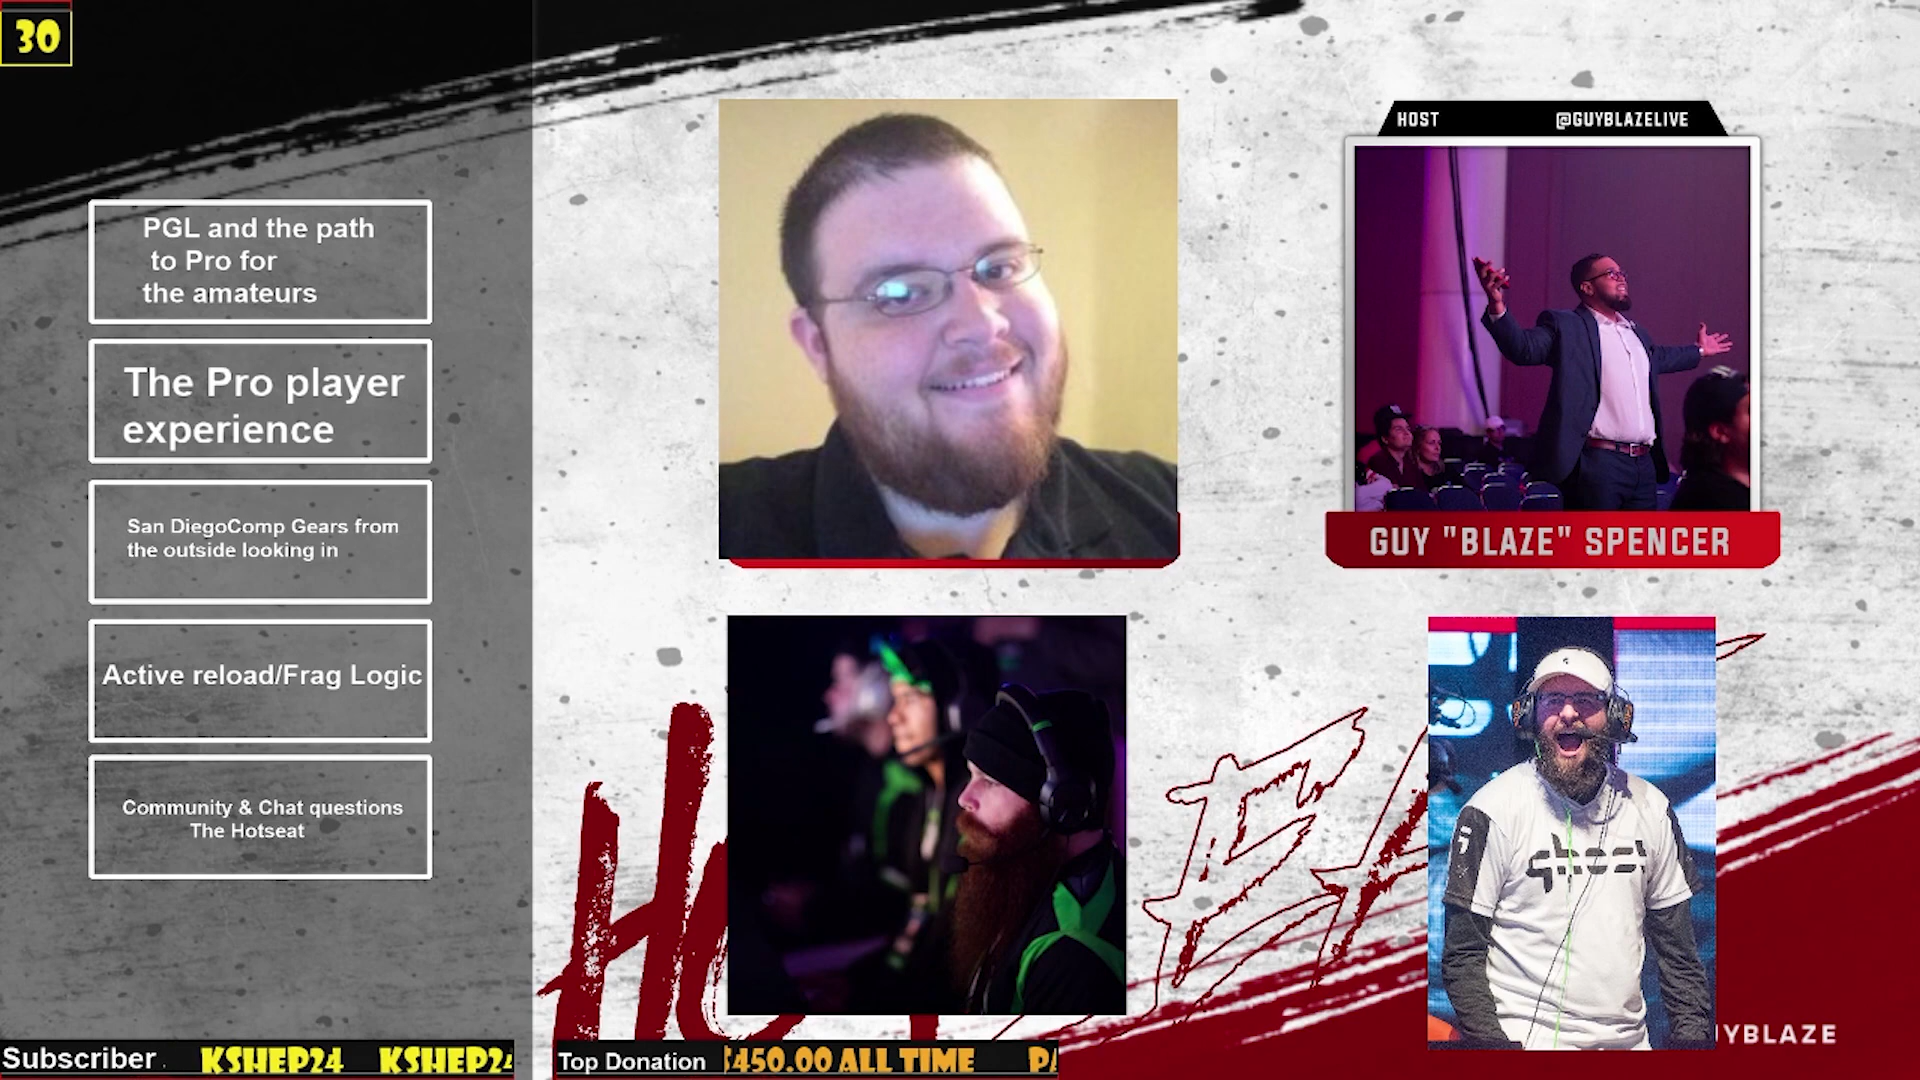 30
PGL and the path
to Pro for
the amateurs
The Pro player
experience
San DiegoComp Gears from
the outside looking in
Active reload/Frag Logic
Community & Chat questions
The Hotseat
HOST @GUYBLAZELIVE
GUY "BLAZE" SPENCER
ghost
YBLAZE
Subscriber KSHEP24 KSHEP24
Top Donation $450.00 ALL TIME